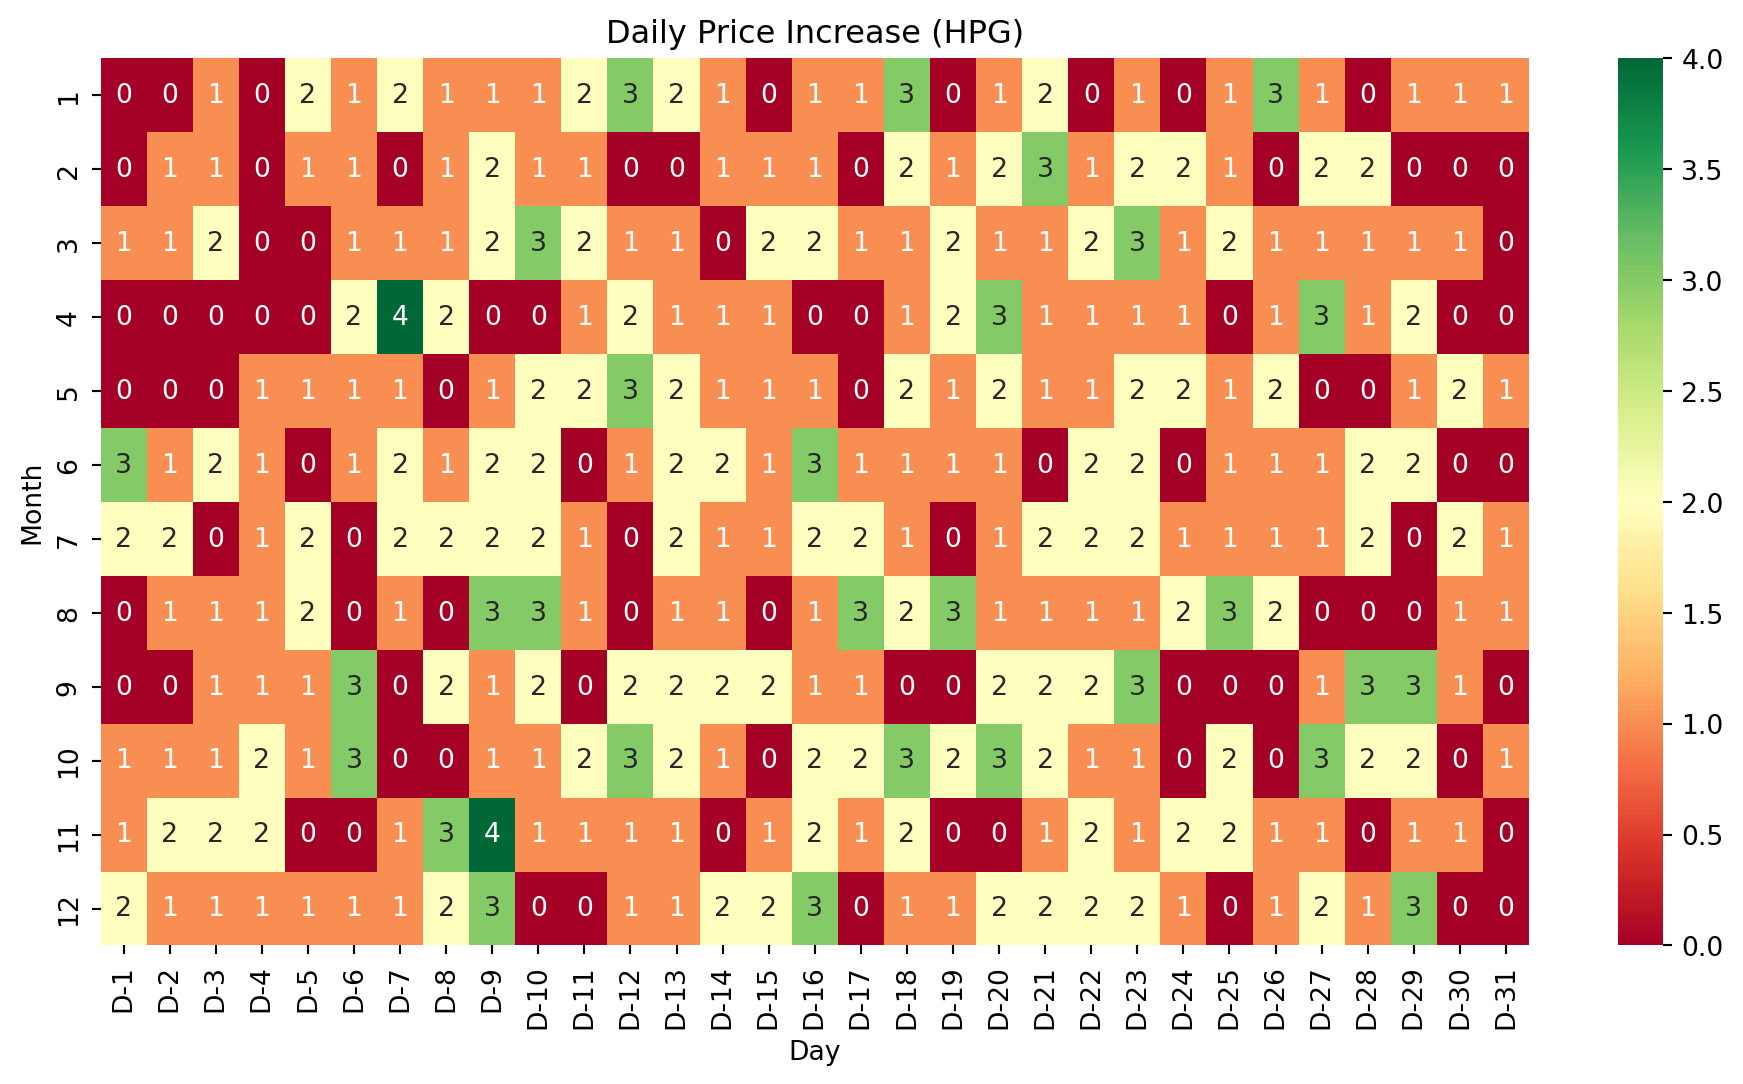 Daily Price Increase (HPG)
1 0 0 1 0 2 1 2 1 1 1 2 3 2 1 0 1 1 3 0 1 2 0 1 0 1 3 1 0 1 1 1
2 0 1 1 0 1 1 0 1 2 1 1 0 0 1 1 1 0 2 1 2 3 1 2 2 1 0 2 2 0 0 0
3 1 1 2 0 0 1 1 1 2 3 2 1 1 0 2 2 1 1 2 1 1 2 3 1 2 1 1 1 1 1 0
4 0 0 0 0 0 2 4 2 0 0 1 2 1 1 1 0 0 1 2 3 1 1 1 1 0 1 3 1 2 0 0
5 0 0 0 1 1 1 1 0 1 2 2 3 2 1 1 1 0 2 1 2 1 1 2 2 1 2 0 0 1 2 1
6 3 1 2 1 0 1 2 1 2 2 0 1 2 2 1 3 1 1 1 1 0 2 2 0 1 1 1 2 2 0 0
7 2 2 0 1 2 0 2 2 2 2 1 0 2 1 1 2 2 1 0 1 2 2 2 1 1 1 1 2 0 2 1
8 0 1 1 1 2 0 1 0 3 3 1 0 1 1 0 1 3 2 3 1 1 1 1 2 3 2 0 0 0 1 1
9 0 0 1 1 1 3 0 2 1 2 0 2 2 2 2 1 1 0 0 2 2 2 3 0 0 0 1 3 3 1 0
10 1 1 1 2 1 3 0 0 1 1 2 3 2 1 0 2 2 3 2 3 2 1 1 0 2 0 3 2 2 0 1
11 1 2 2 2 0 0 1 3 4 1 1 1 1 0 1 2 1 2 0 0 1 2 1 2 2 1 1 0 1 1 0
12 2 1 1 1 1 1 1 2 3 0 0 1 1 2 2 3 0 1 1 2 2 2 2 1 0 1 2 1 3 0 0
Month
D-1 D-2 D-3 D-4 D-5 D-6 D-7 D-8 D-9 D-10 D-11 D-12 D-13 D-14 D-15 D-16 D-17 D-18 D-19 D-20 D-21 D-22 D-23 D-24 D-25 D-26 D-27 D-28 D-29 D-30 D-31
Day
4.0
3.5
3.0
2.5
2.0
1.5
1.0
0.5
0.0